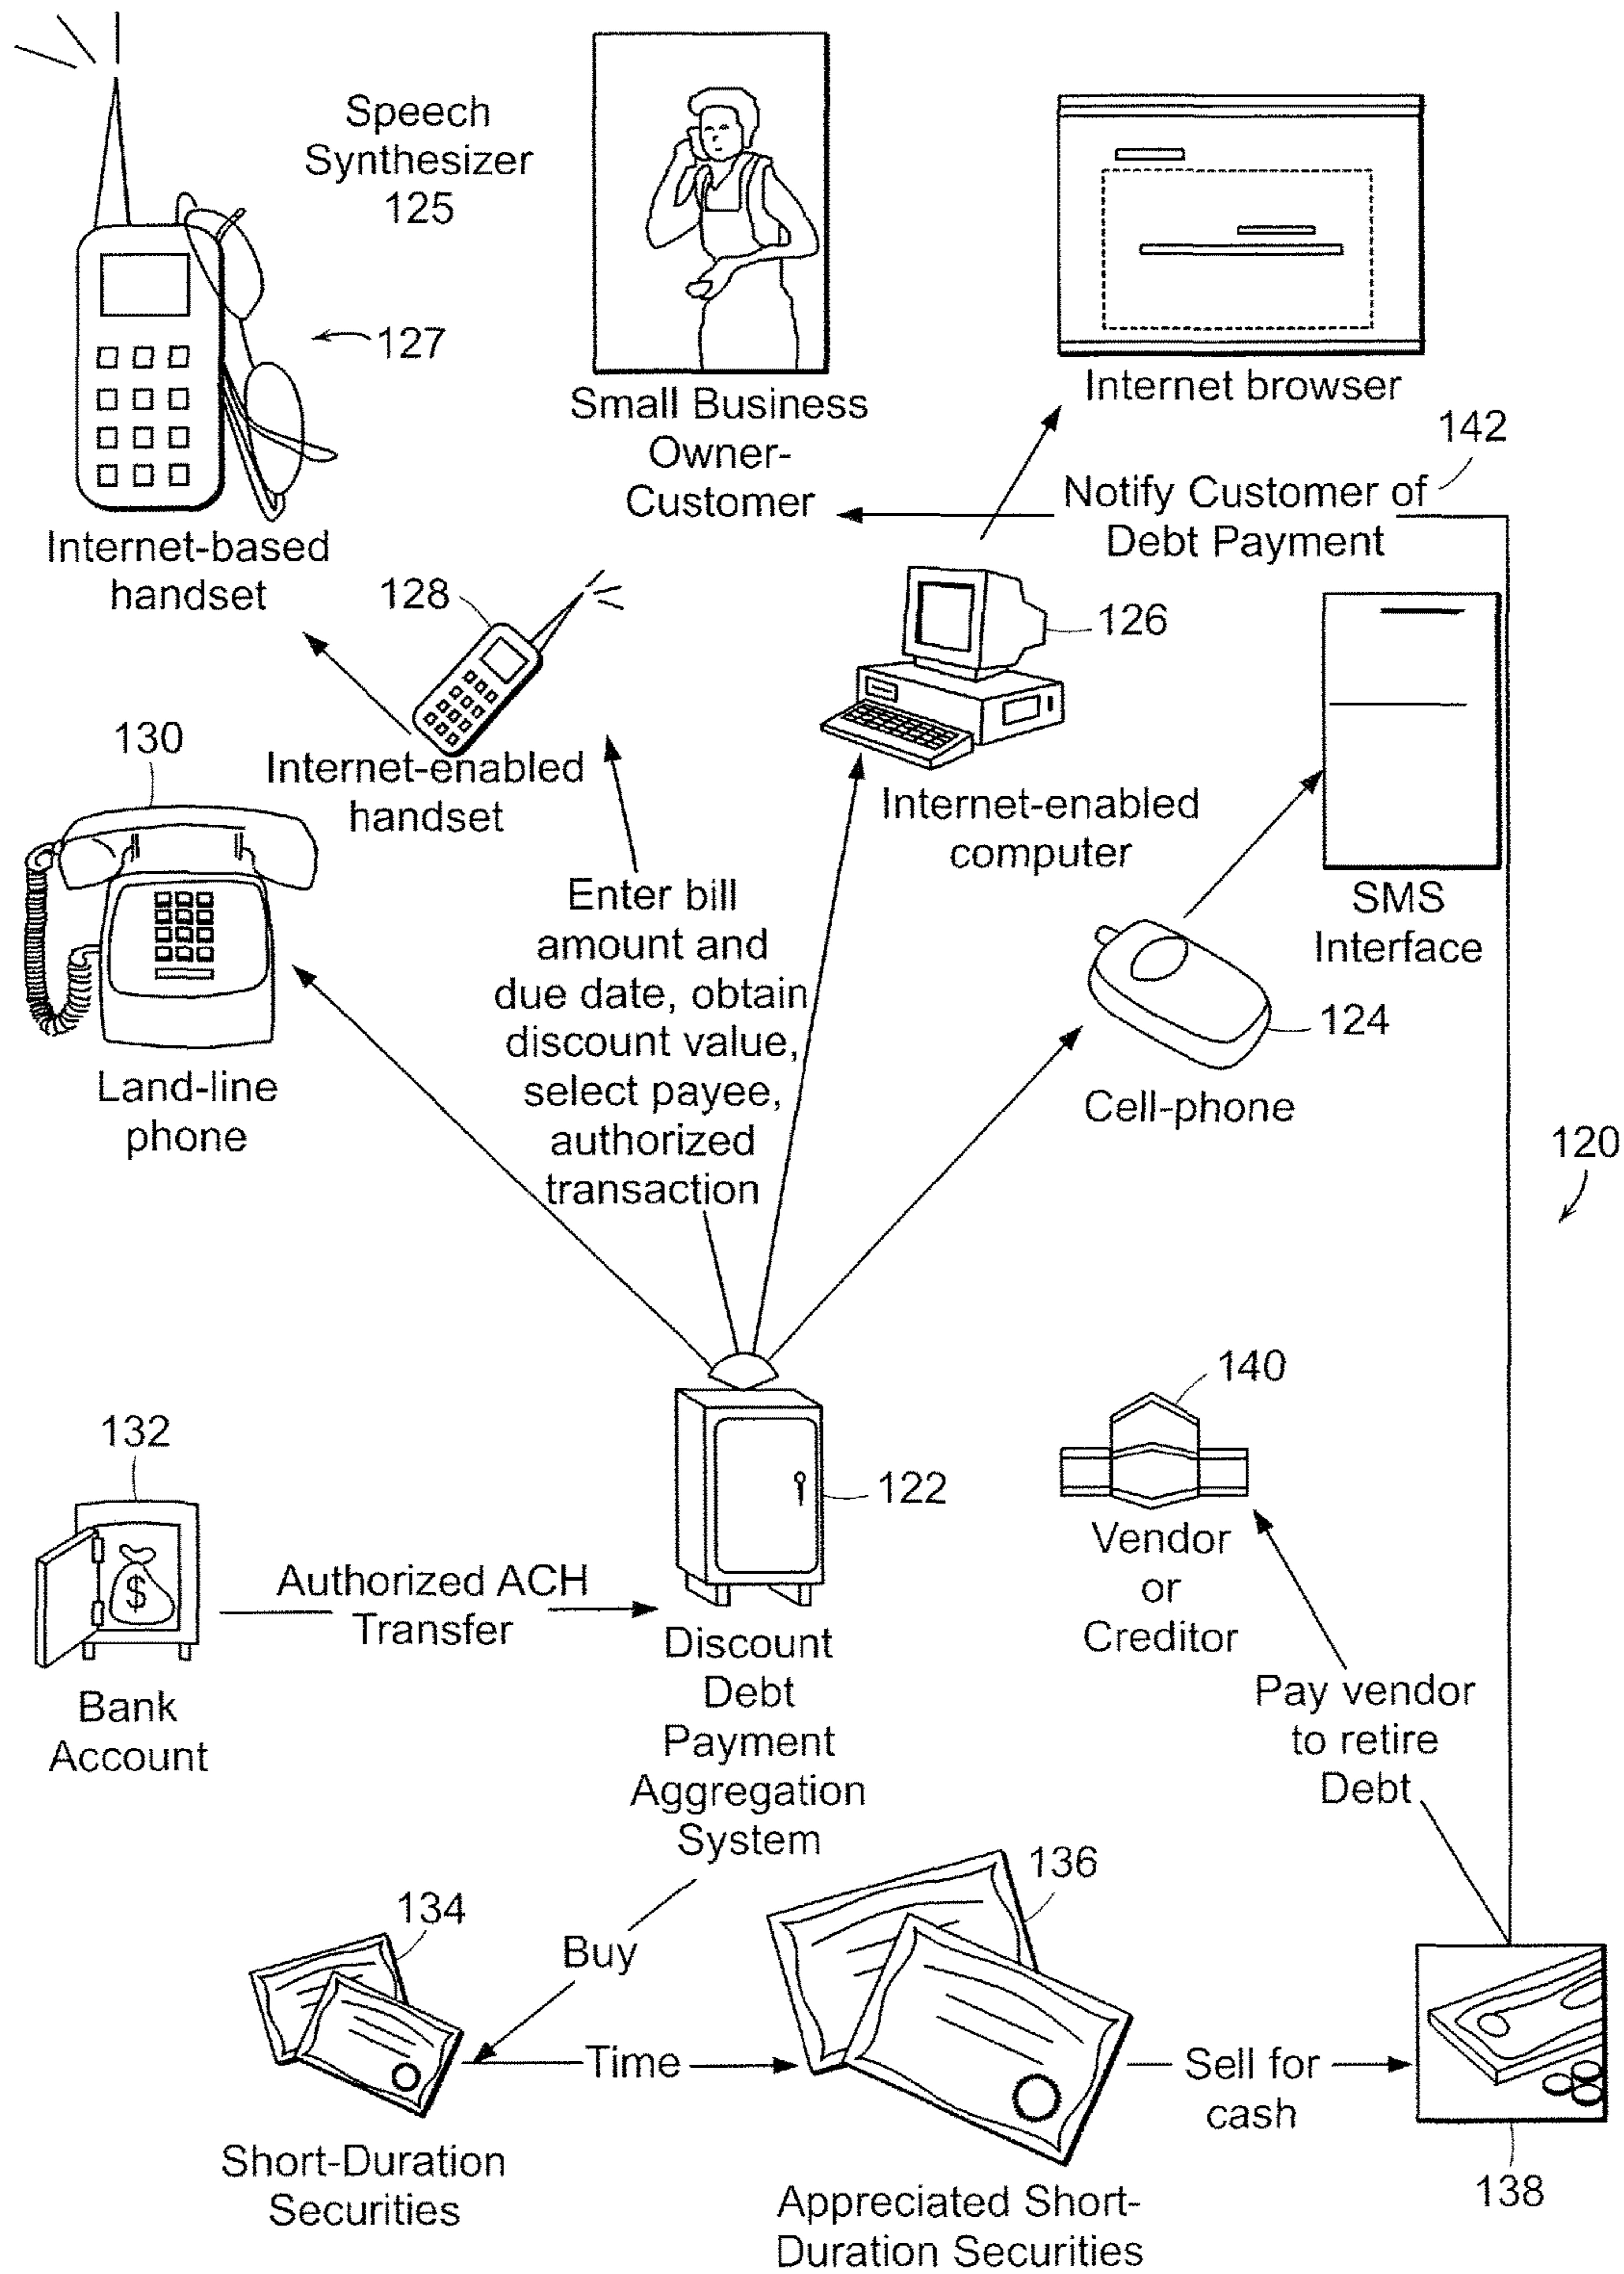 Speech
Synthesizer
125
127
Internet-based
handset
Small Business
Owner-
Customer
Internet browser
142
Notify Customer of
Debt Payment
128
Internet-enabled
handset
126
Internet-enabled
computer
SMS
Interface
130
Land-line
phone
Enter bill
amount and
due date, obtain
discount value,
select payee,
authorized
transaction
124
Cell-phone
120
132
Bank
Account
Authorized ACH
Transfer
122
Discount
Debt
Payment
Aggregation
System
140
Vendor
or
Creditor
Pay vendor
to retire
Debt
134
Buy
Short-Duration
Securities
Time
136
Appreciated Short-
Duration Securities
Sell for
cash
138
$